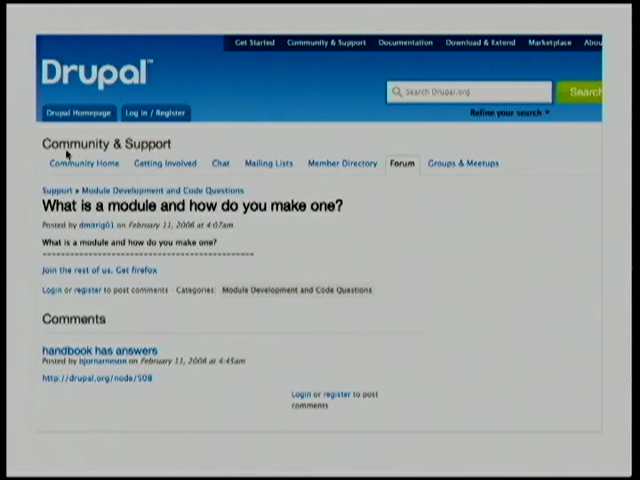 Get Started Community & Support Documentation Download & Extend Marketplace Abou
Drupal™
Search Drupal.org
Search
Drupal Homepage Log in / Register
Refine your search
Community & Support
Community Home Getting Involved Chat Mailing Lists Member Directory Forum Groups & Meetups
Support » Module Development and Code Questions
What is a module and how do you make one?
Posted by dmitrig01 on February 11, 2006 at 4:07am
What is a module and how do you make one?
Join the rest of us. Get firefox
Login or register to post comments · Categories: Module Development and Code Questions
Comments
handbook has answers
Posted by bjornarneson on February 11, 2006 at 4:45am
http://drupal.org/node/508
Login or register to post
comments